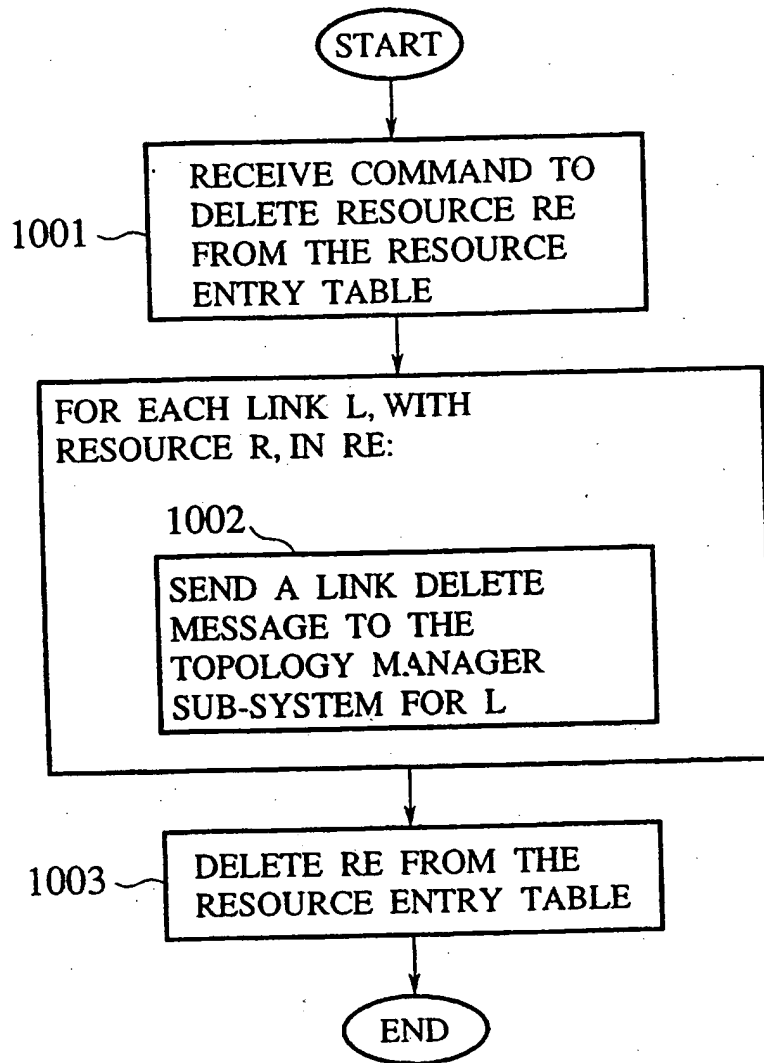 START
RECEIVE COMMAND TO
DELETE RESOURCE RE
FROM THE RESOURCE
ENTRY TABLE
1001
FOR EACH LINK L, WITH
RESOURCE R, IN RE:
1002
SEND A LINK DELETE
MESSAGE TO THE
TOPOLOGY MANAGER
SUB-SYSTEM FOR L
1003
DELETE RE FROM THE
RESOURCE ENTRY TABLE
END